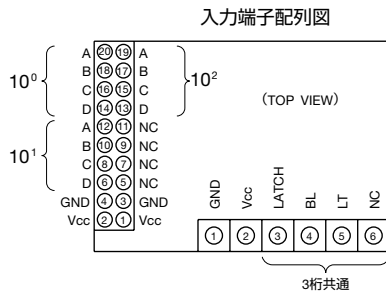 入力端子配列図
A ⑳ ⑲ A
B ⑱ ⑰ B
10⁰ C ⑯ ⑮ C 10²
D ⑭ ⑬ D
(TOP VIEW)
A ⑫ ⑪ NC
B ⑩ ⑨ NC
10¹ C ⑧ ⑦ NC
D ⑥ ⑤ NC
GND ④ ③ GND
Vcc ② ① Vcc
GND Vcc LATCH BL LT NC
① ② ③ ④ ⑤ ⑥
3桁共通